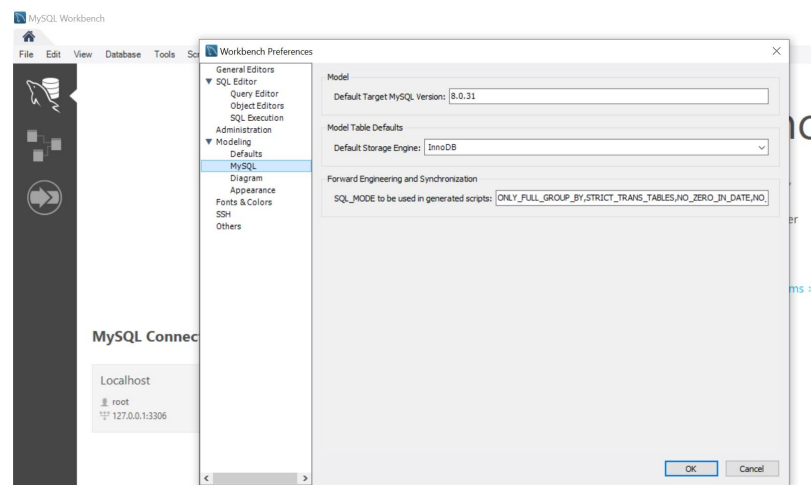 MySQL Workbench
File Edit View Database Tools
Workbench Preferences
General Editors
SQL Editor
Query Editor
Object Editors
SQL Execution
Administration
Modeling
Defaults
MySQL
Diagram
Appearance
Fonts & Colors
SSH
Others
Model
Default Target MySQL Version: 8.0.31
Model Table Defaults
Default Storage Engine: InnoDB
Forward Engineering and Synchronization
SQL_MODE to be used in generated scripts: ONLY_FULL_GROUP_BY,STRICT_TRANS_TABLES,NO_ZERO_IN_DATE,NO_
OK Cancel
MySQL Connec
Localhost
root
127.0.0.1:3306